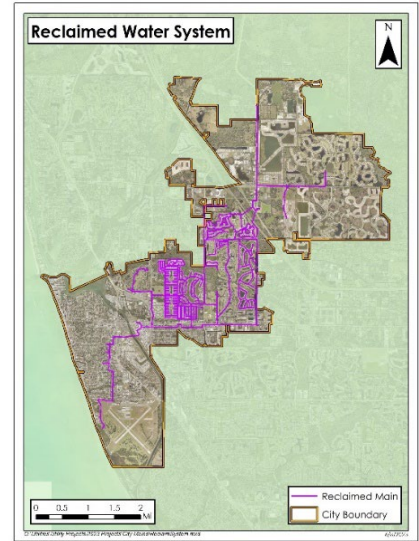 Reclaimed Water System
N
0 0.5 1 1.5 2
Mi
Reclaimed Main
City Boundary